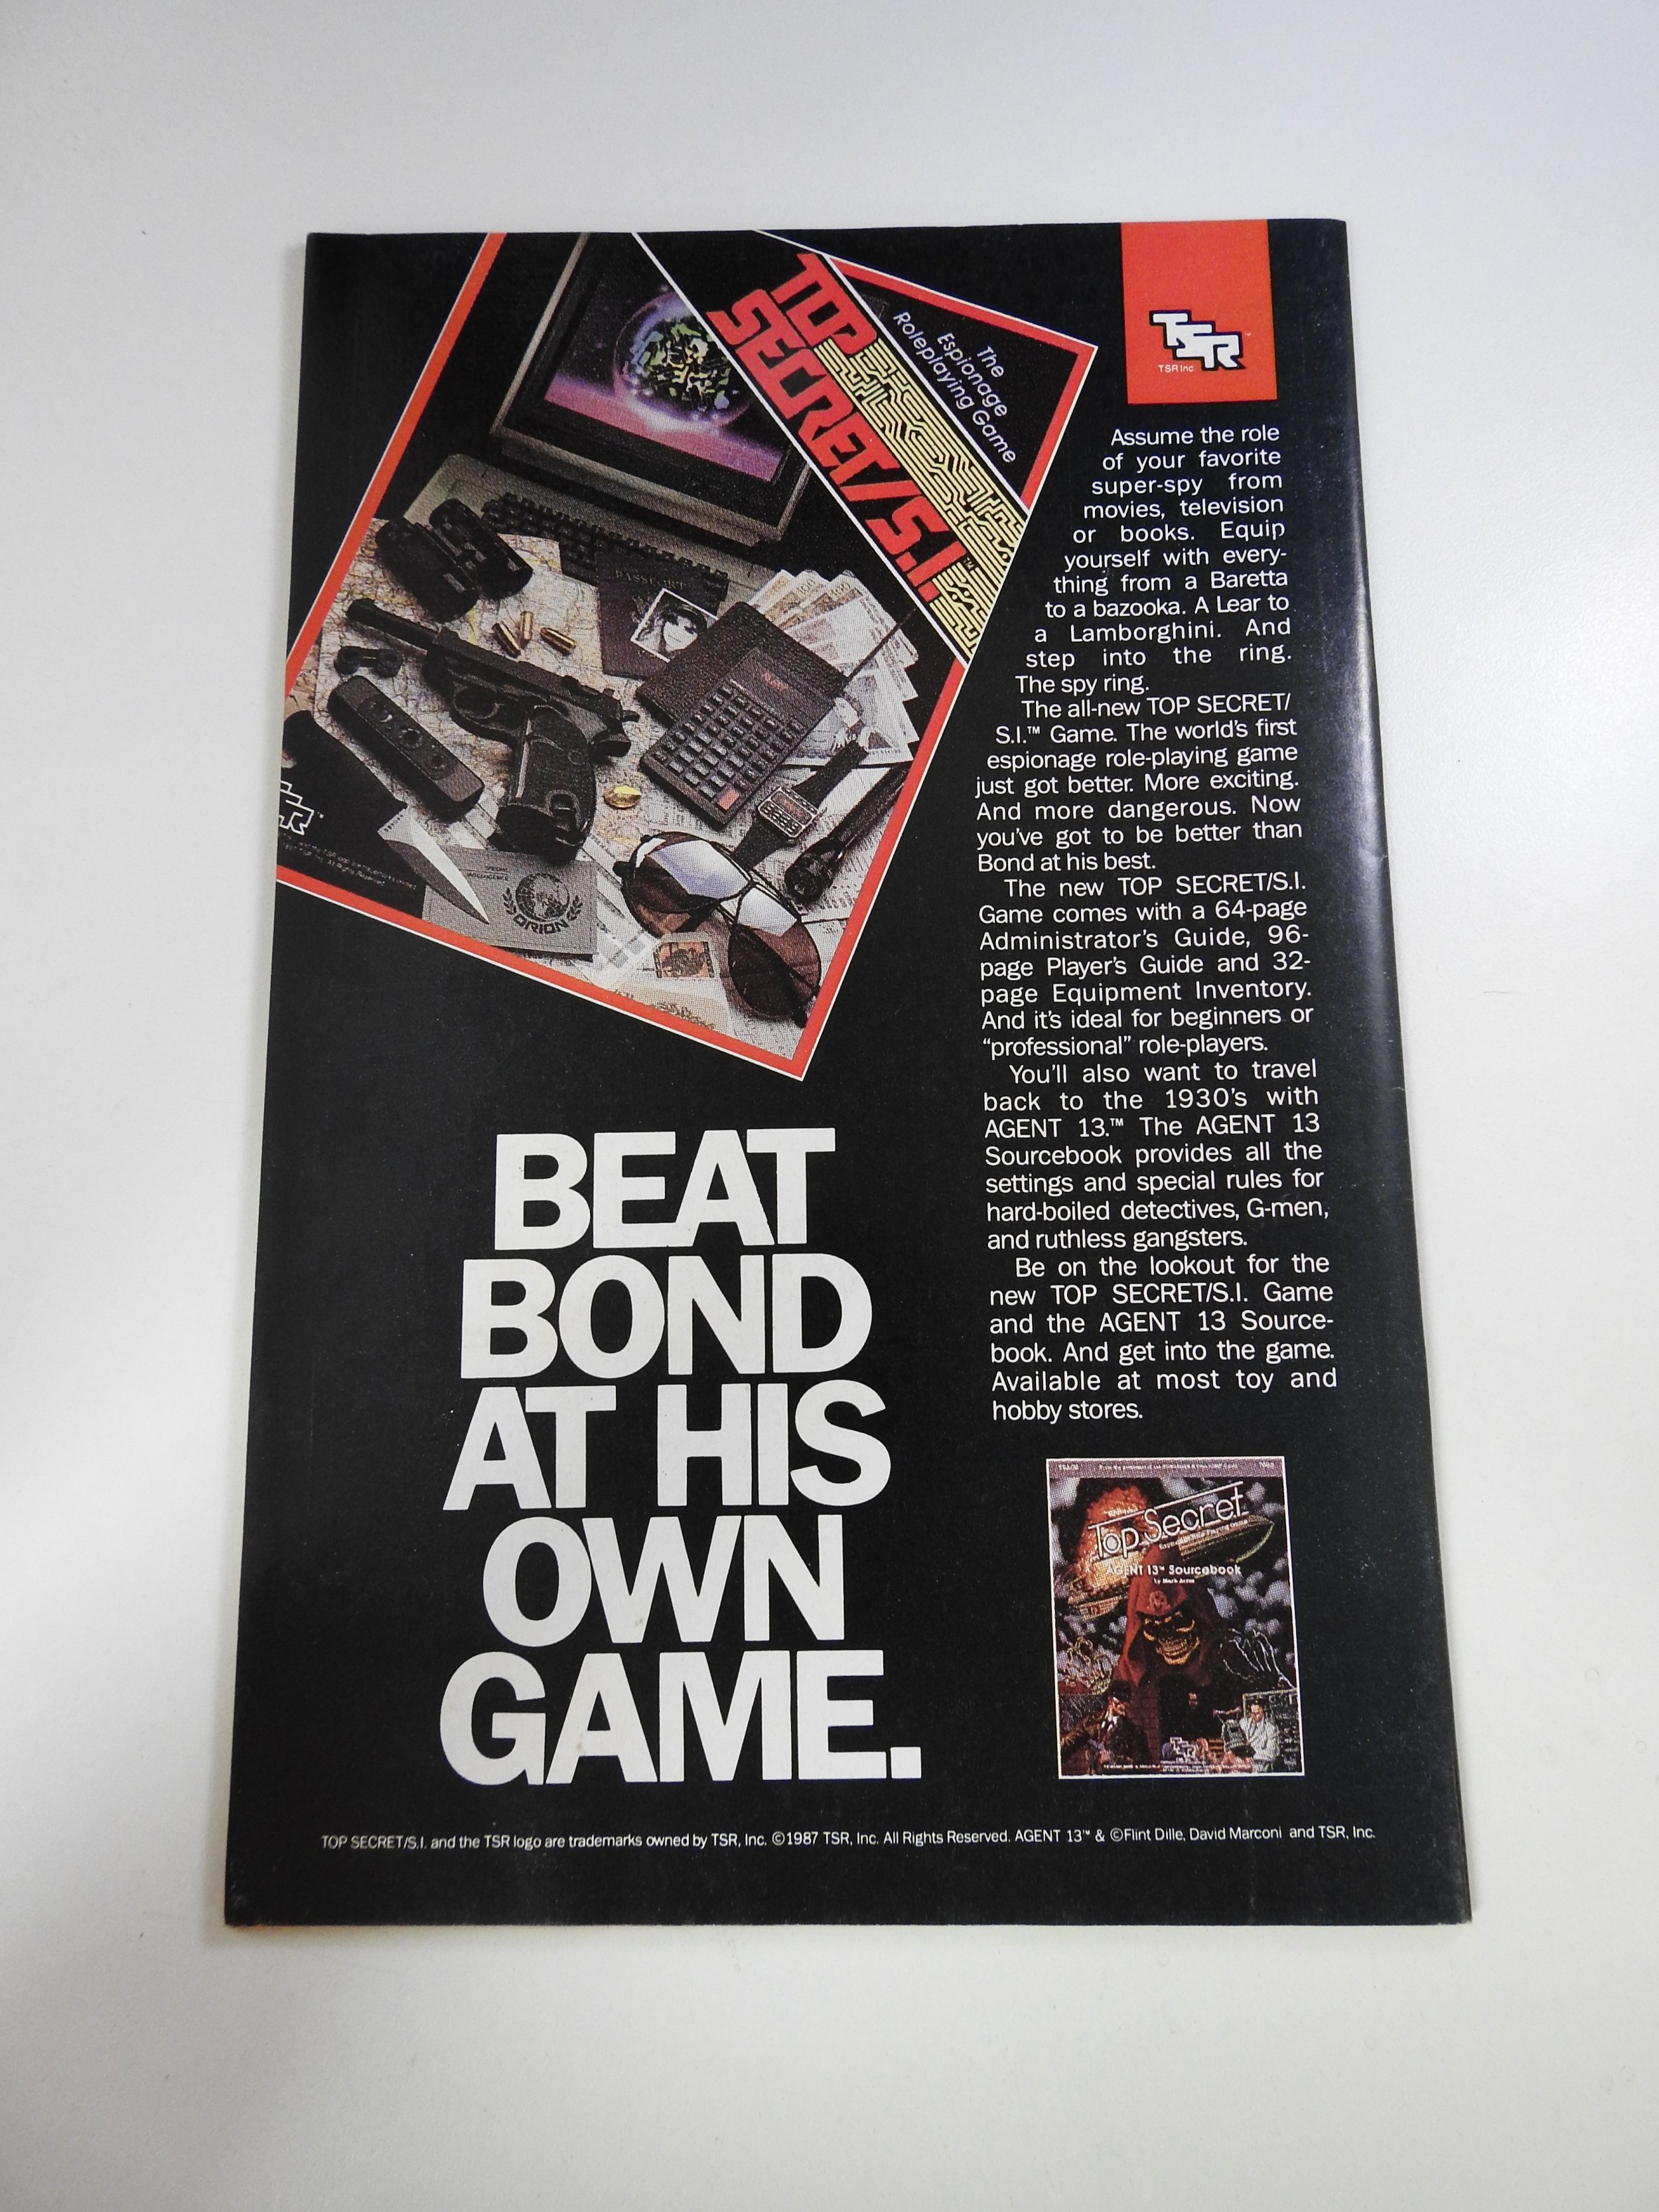 TOP
SECRET/S.I.™
The
Espionage
Roleplaying Game
PASSPORT
ORION
TSR
TSR Inc.
Assume the role
of your favorite
super-spy from
movies, television
or books. Equip
yourself with every-
thing from a Baretta
to a bazooka. A Lear to
a Lamborghini. And
step into the ring.
The spy ring.
The all-new TOP SECRET/
S.I.™ Game. The world's first
espionage role-playing game
just got better. More exciting.
And more dangerous. Now
you've got to be better than
Bond at his best.
The new TOP SECRET/S.I.
Game comes with a 64-page
Administrator's Guide, 96-
page Player's Guide and 32-
page Equipment Inventory.
And it's ideal for beginners or
“professional” role-players.
You'll also want to travel
back to the 1930's with
AGENT 13.™ The AGENT 13
Sourcebook provides all the
settings and special rules for
hard-boiled detectives, G-men,
and ruthless gangsters.
Be on the lookout for the
new TOP SECRET/S.I. Game
and the AGENT 13 Source-
book. And get into the game.
Available at most toy and
hobby stores.
BEAT
BOND
AT HIS
OWN
GAME.
Top Secret
AGENT 13™ Sourcebook
TSR
TOP SECRET/S.I. and the TSR logo are trademarks owned by TSR, Inc. ©1987 TSR, Inc. All Rights Reserved. AGENT 13™ & ©Flint Dille, David Marconi and TSR, Inc.